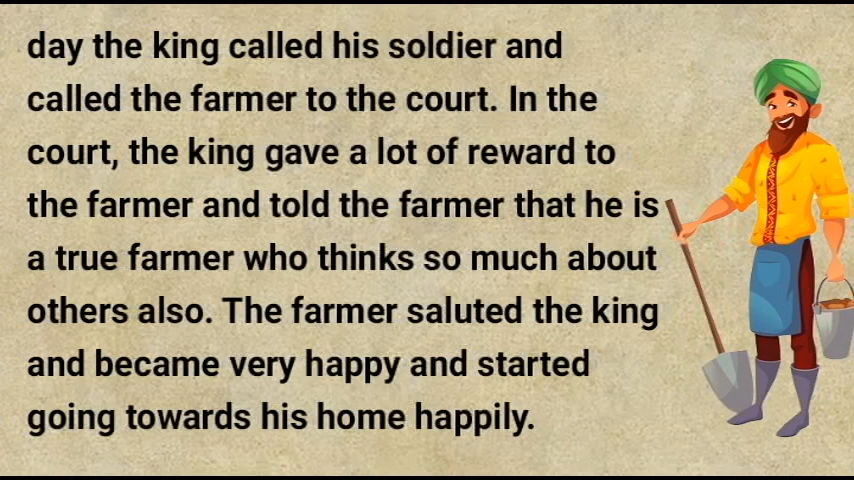 day the king called his soldier and
called the farmer to the court. In the
court, the king gave a lot of reward to
the farmer and told the farmer that he is
a true farmer who thinks so much about
others also. The farmer saluted the king
and became very happy and started
going towards his home happily.